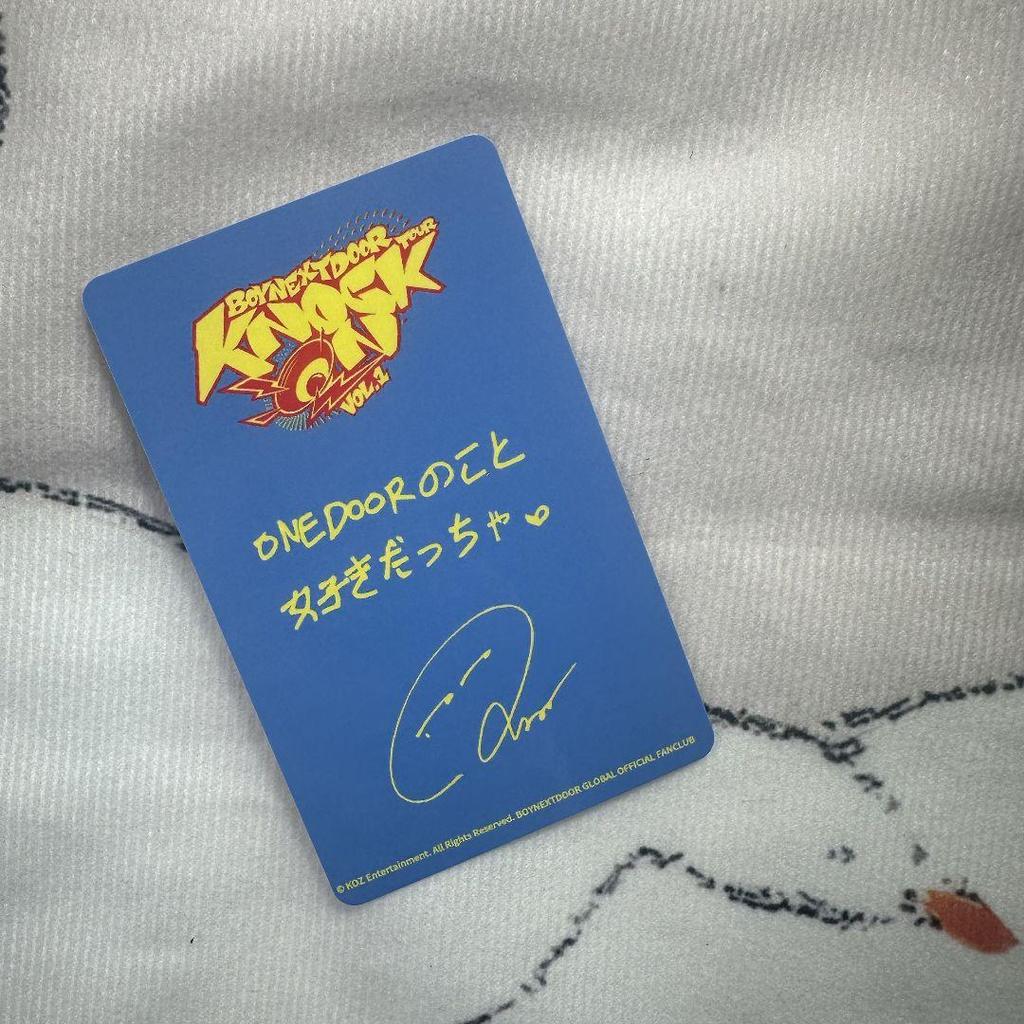 BOYNEXTDOOR TOUR
KNOCK
ON
VOL.1
ONEDOORのこと
好きだっちゃ♥
© KOZ Entertainment. All Rights Reserved. BOYNEXTDOOR GLOBAL OFFICIAL FANCLUB